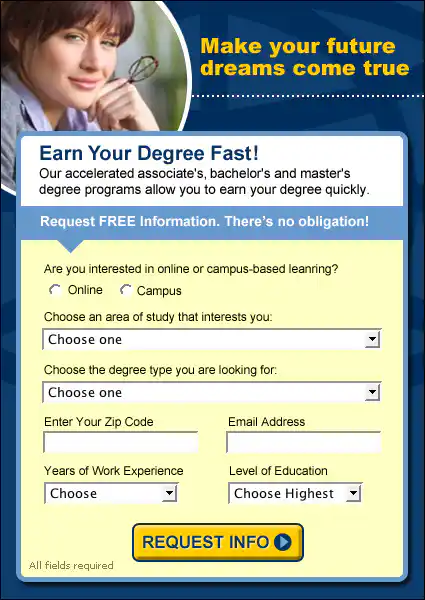 Make your future
dreams come true
Earn Your Degree Fast!
Our accelerated associate's, bachelor's and master's
degree programs allow you to earn your degree quickly.
Request FREE Information. There's no obligation!
Are you interested in online or campus-based leanring?
Online Campus
Choose an area of study that interests you:
Choose one
Choose the degree type you are looking for:
Choose one
Enter Your Zip Code Email Address
Years of Work Experience Level of Education
Choose Choose Highest
REQUEST INFO
All fields required